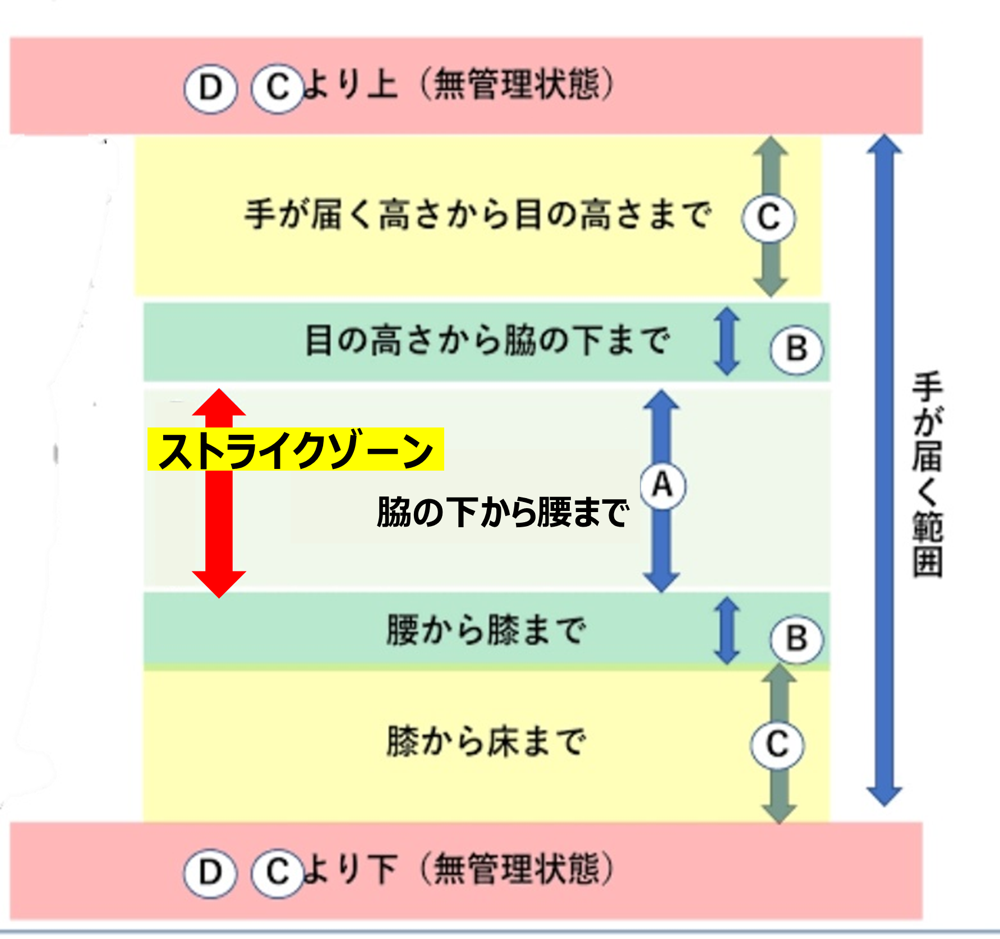 D Cより上（無管理状態）
手が届く高さから目の高さまで C
目の高さから脇の下まで B
ストライクゾーン
A
脇の下から腰まで
手が届く範囲
腰から膝まで B
膝から床まで C
D Cより下（無管理状態）